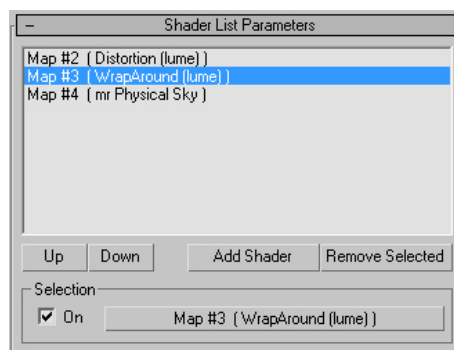 − Shader List Parameters
Map #2 ( Distortion (lume) )
Map #3 ( WrapAround (lume) )
Map #4 ( mr Physical Sky )
Up Down Add Shader Remove Selected
Selection
On Map #3 ( WrapAround (lume) )